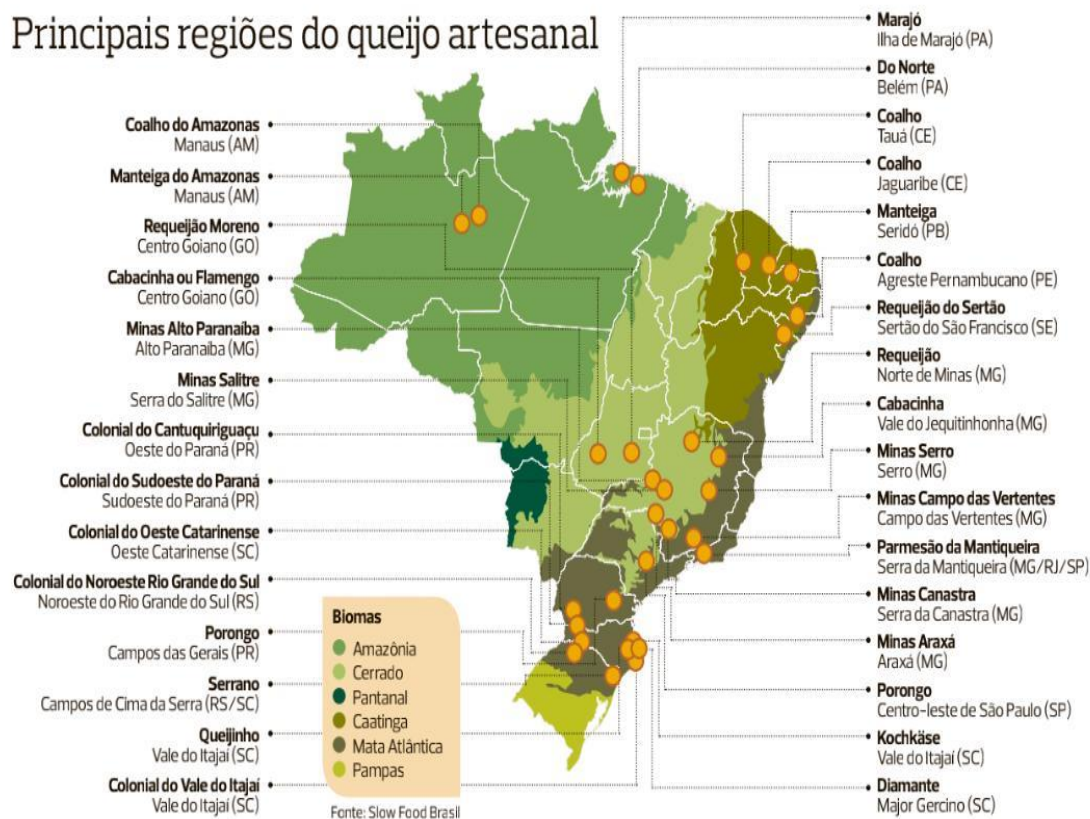 Principais regiões do queijo artesanal
Coalho do Amazonas
Manaus (AM)
Manteiga do Amazonas
Manaus (AM)
Requeijão Moreno
Centro Goiano (GO)
Cabacinha ou Flamengo
Centro Goiano (GO)
Minas Alto Paranaíba
Alto Paranaíba (MG)
Minas Salitre
Serra do Salitre (MG)
Colonial do Cantuquiriguaçu
Oeste do Paraná (PR)
Colonial do Sudoeste do Paraná
Sudoeste do Paraná (PR)
Colonial do Oeste Catarinense
Oeste Catarinense (SC)
Colonial do Noroeste Rio Grande do Sul
Noroeste do Rio Grande do Sul (RS)
Porongo
Campos das Gerais (PR)
Serrano
Campos de Cima da Serra (RS/SC)
Queijinho
Vale do Itajaí (SC)
Colonial do Vale do Itajaí
Vale do Itajaí (SC)
Biomas
Amazônia
Cerrado
Pantanal
Caatinga
Mata Atlântica
Pampas
Fonte: Slow Food Brasil
Marajó
Ilha de Marajó (PA)
Do Norte
Belém (PA)
Coalho
Tauá (CE)
Coalho
Jaguaribe (CE)
Manteiga
Seridó (PB)
Coalho
Agreste Pernambucano (PE)
Requeijão do Sertão
Sertão do São Francisco (SE)
Requeijão
Norte de Minas (MG)
Cabacinha
Vale do Jequitinhonha (MG)
Minas Serro
Serro (MG)
Minas Campo das Vertentes
Campo das Vertentes (MG)
Parmesão da Mantiqueira
Serra da Mantiqueira (MG/RJ/SP)
Minas Canastra
Serra da Canastra (MG)
Minas Araxá
Araxá (MG)
Porongo
Centro-leste de São Paulo (SP)
Kochkäse
Vale do Itajaí (SC)
Diamante
Major Gercino (SC)